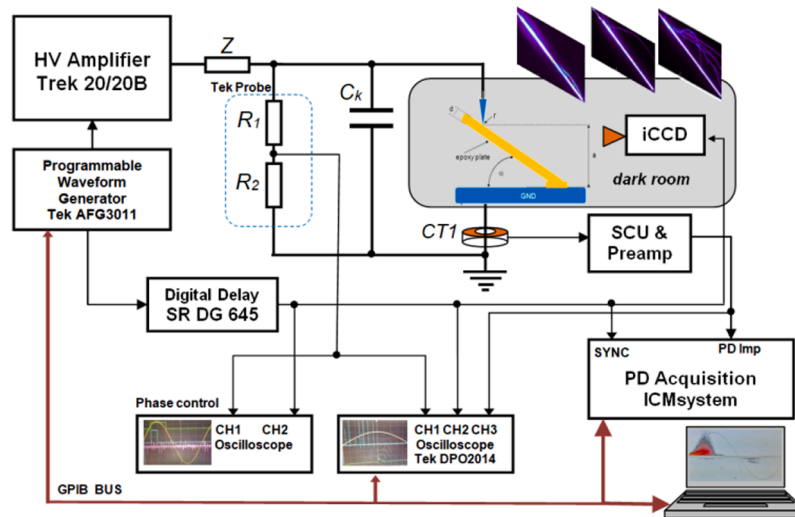 HV Amplifier
Trek 20/20B
Z
Tek Probe
R1
R2
Ck
d
r
epoxy plate
α
a
GND
iCCD
dark room
Programmable
Waveform
Generator
Tek AFG3011
CT1
SCU &
Preamp
Digital Delay
SR DG 645
SYNC
PD Imp
PD Acquisition
ICMsystem
Phase control
CH1 CH2
Oscilloscope
CH1 CH2 CH3
Oscilloscope
Tek DPO2014
GPIB BUS